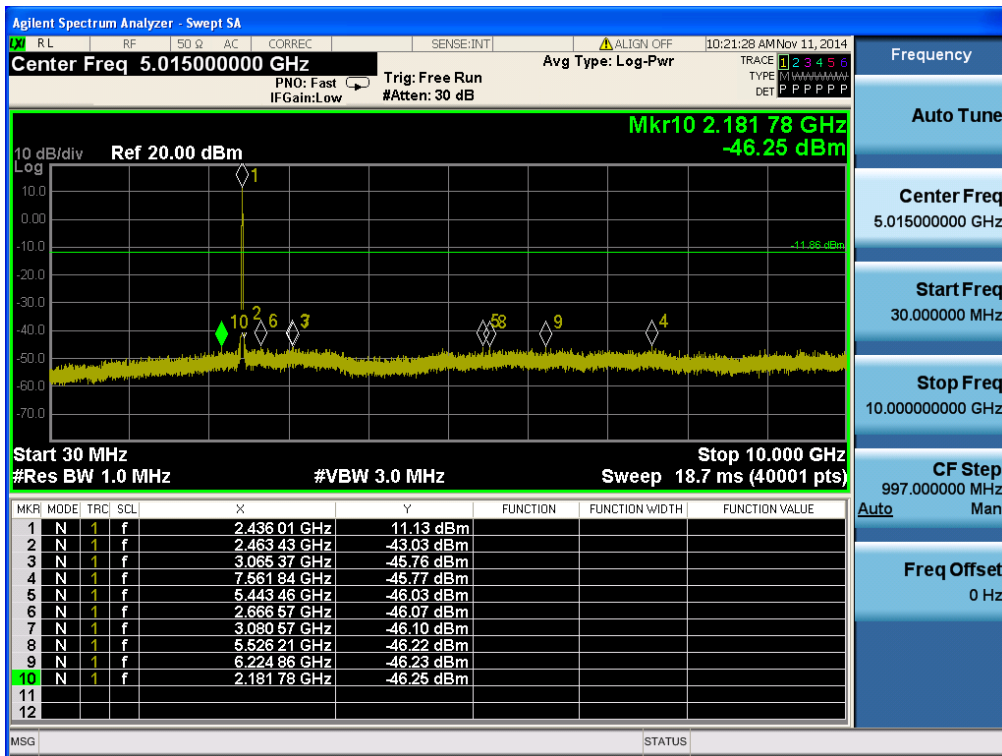 Agilent Spectrum Analyzer - Swept SA
LXI RL RF 50 Ω AC CORREC SENSE:INT ALIGN OFF 10:21:28 AM Nov 11, 2014
Center Freq 5.015000000 GHz
PNO: Fast
IFGain:Low
Trig: Free Run
#Atten: 30 dB
Avg Type: Log-Pwr
TRACE 1 2 3 4 5 6
TYPE M WWWWW
DET P P P P P P
Mkr10 2.181 78 GHz
-46.25 dBm
10 dB/div Ref 20.00 dBm
Log
10.0
0.00
-10.0
-20.0
-30.0
-40.0
-50.0
-60.0
-70.0
-11.86 dBm
1
10 2 6 3 7 5 8 9 4
Start 30 MHz Stop 10.000 GHz
#Res BW 1.0 MHz #VBW 3.0 MHz Sweep 18.7 ms (40001 pts)
MKR MODE TRC SCL X Y FUNCTION FUNCTION WIDTH FUNCTION VALUE
1 N 1 f 2.436 01 GHz 11.13 dBm
2 N 1 f 2.463 43 GHz -43.03 dBm
3 N 1 f 3.065 37 GHz -45.76 dBm
4 N 1 f 7.561 84 GHz -45.77 dBm
5 N 1 f 5.443 46 GHz -46.03 dBm
6 N 1 f 2.666 57 GHz -46.07 dBm
7 N 1 f 3.080 57 GHz -46.10 dBm
8 N 1 f 5.526 21 GHz -46.22 dBm
9 N 1 f 6.224 86 GHz -46.23 dBm
10 N 1 f 2.181 78 GHz -46.25 dBm
11
12
MSG STATUS
Frequency
Auto Tune
Center Freq
5.015000000 GHz
Start Freq
30.000000 MHz
Stop Freq
10.000000000 GHz
CF Step
997.000000 MHz
Auto Man
Freq Offset
0 Hz